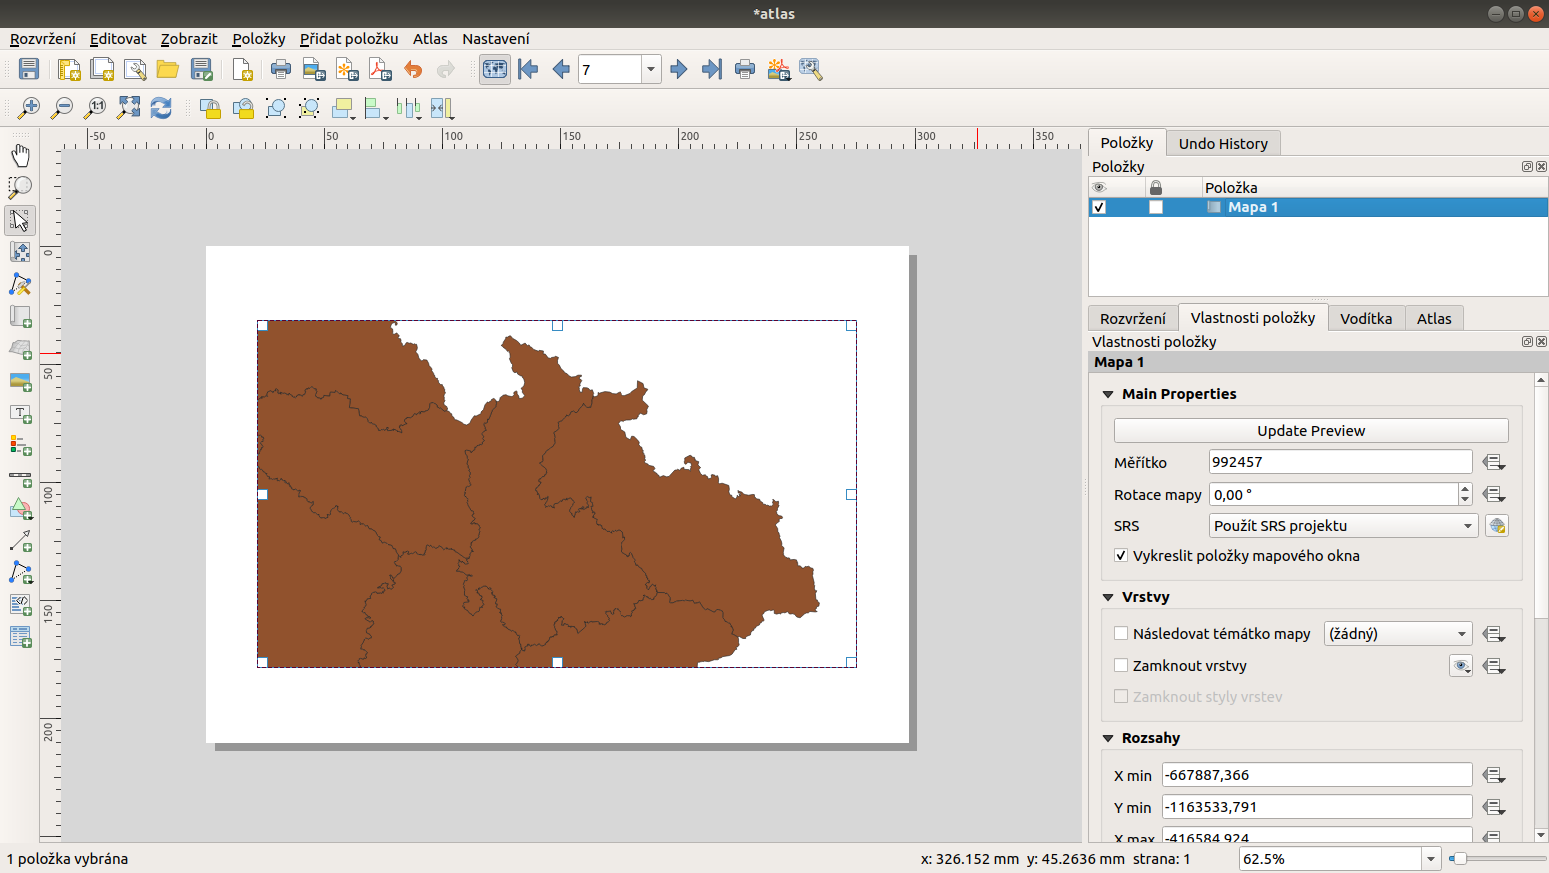 *atlas
Rozvržení Editovat Zobrazit Položky Přidat položku Atlas Nastavení
7
1:1
-50 0 50 100 150 200 250 300 350
0
50
100
150
200
T
Položky Undo History
Položky
Položka
Mapa 1
Rozvržení Vlastnosti položky Vodítka Atlas
Vlastnosti položky
Mapa 1
Main Properties
Update Preview
Měřítko 992457
Rotace mapy 0,00 °
SRS Použít SRS projektu
Vykreslit položky mapového okna
Vrstvy
Následovat témátko mapy (žádný)
Zamknout vrstvy
Zamknout styly vrstev
Rozsahy
X min -667887,366
Y min -1163533,791
X max -416584,924
1 položka vybrána x: 326.152 mm y: 45.2636 mm strana: 1 62.5%